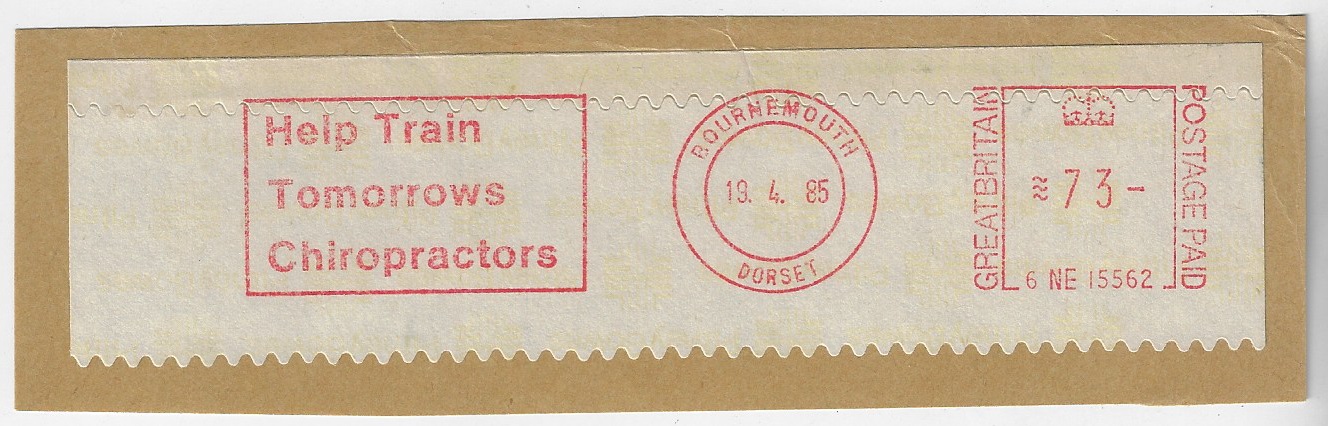 Help Train
Tomorrows
Chiropractors
BOURNEMOUTH
19. 4. 85
DORSET
GREAT BRITAIN
≈73-
6 NE 15562
POSTAGE PAID